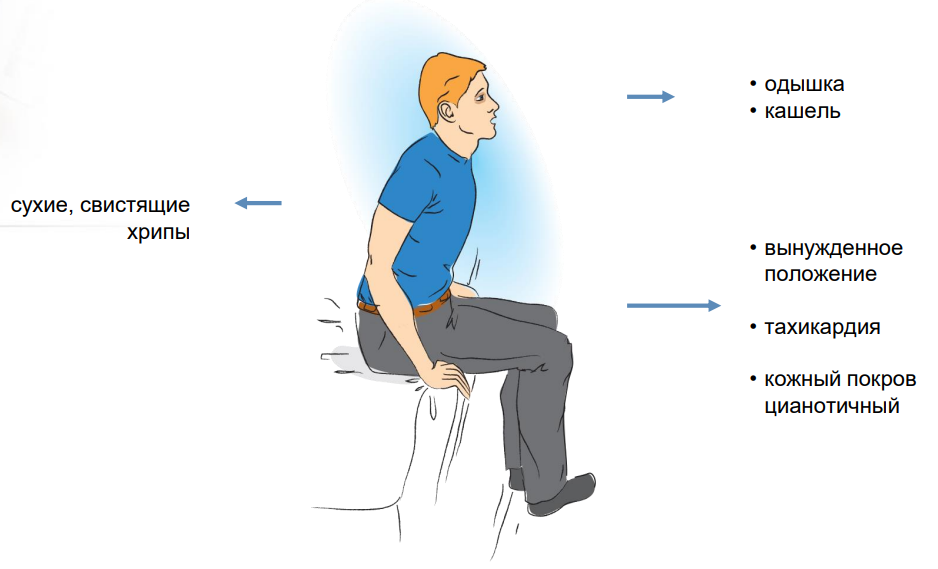 • одышка
• кашель
сухие, свистящие
хрипы
• вынужденное
положение
• тахикардия
• кожный покров
цианотичный